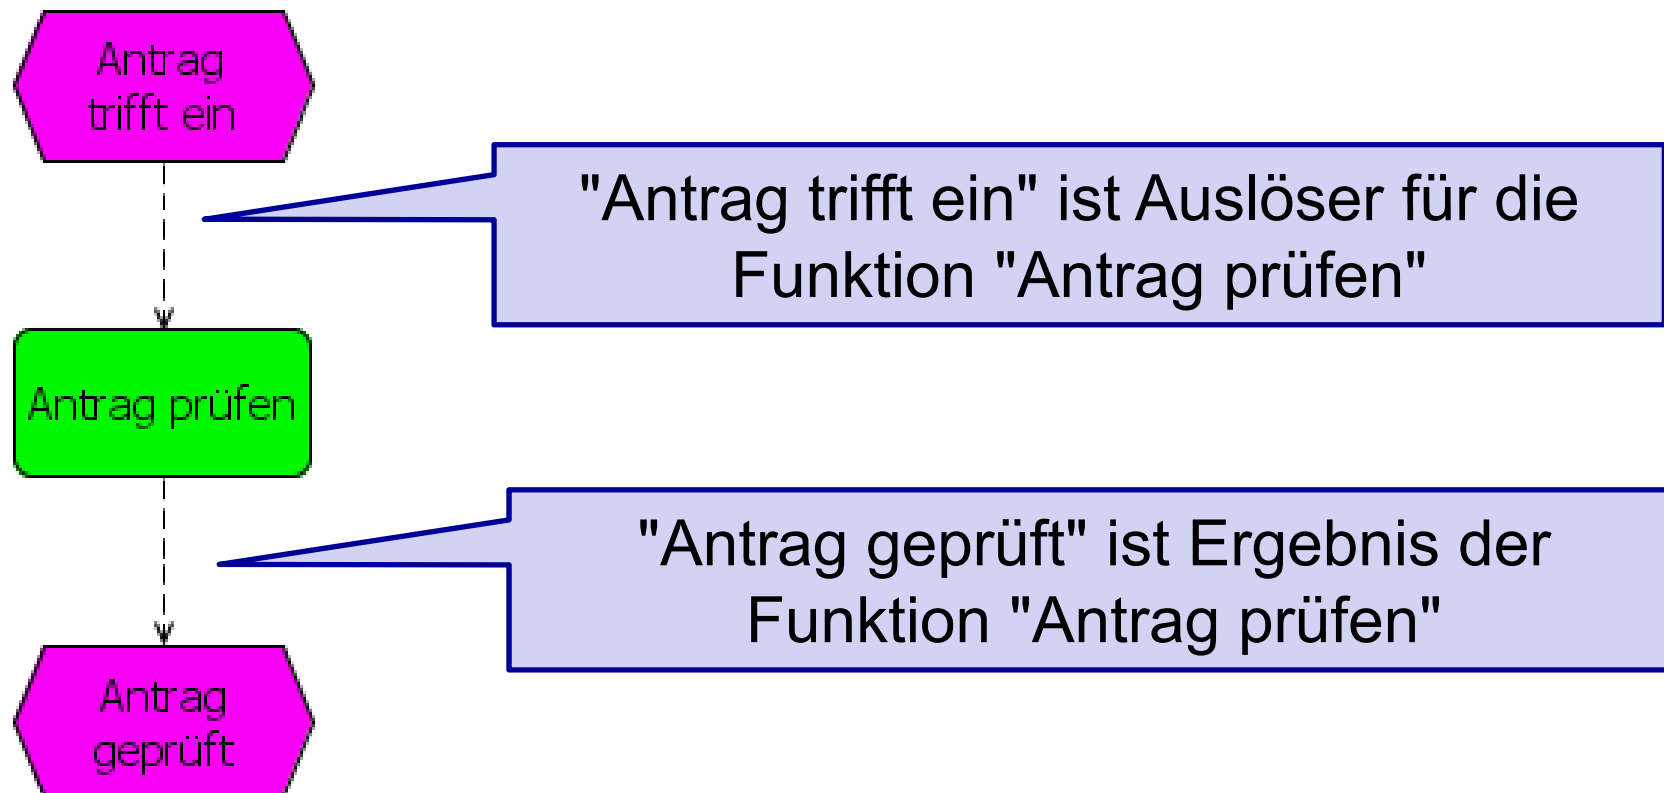 Antrag
trifft ein
"Antrag trifft ein" ist Auslöser für die
Funktion "Antrag prüfen"
Antrag prüfen
"Antrag geprüft" ist Ergebnis der
Funktion "Antrag prüfen"
Antrag
geprüft